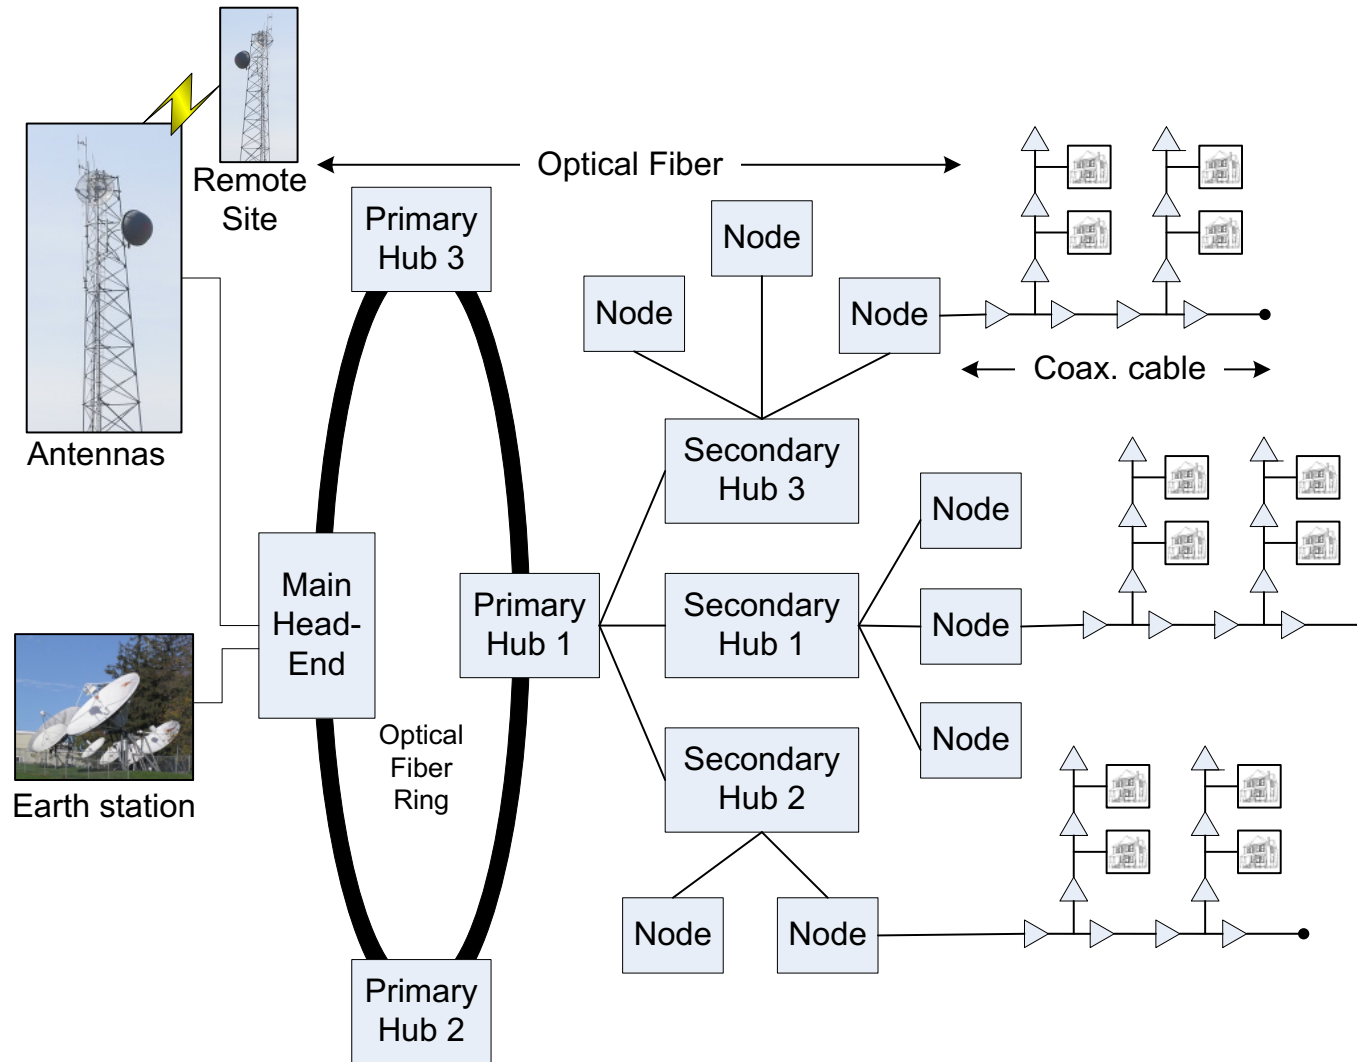 Remote
Site
Antennas
Earth station
Main
Head-
End
Primary
Hub 3
Optical
Fiber
Ring
Primary
Hub 1
Primary
Hub 2
Optical Fiber
Node
Node
Node
Secondary
Hub 3
Secondary
Hub 1
Secondary
Hub 2
Node
Node
Node
Node
Node
Coax. cable